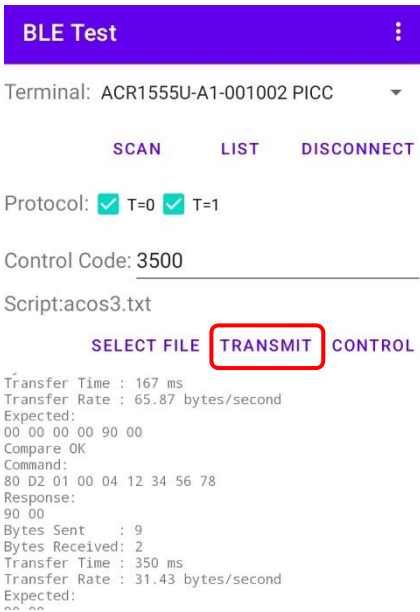 BLE Test
Terminal: ACR1555U-A1-001002 PICC
SCAN LIST DISCONNECT
Protocol: T=0 T=1
Control Code: 3500
Script:acos3.txt
SELECT FILE TRANSMIT CONTROL
Transfer Time : 167 ms
Transfer Rate : 65.87 bytes/second
Expected:
00 00 00 00 90 00
Compare OK
Command:
80 D2 01 00 04 12 34 56 78
Response:
90 00
Bytes Sent    : 9
Bytes Received: 2
Transfer Time : 350 ms
Transfer Rate : 31.43 bytes/second
Expected:
90 00